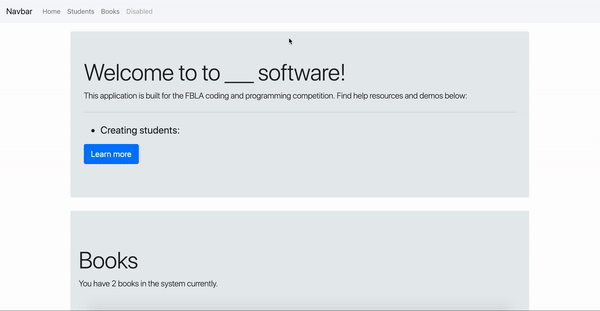 Navbar Home Students Books Disabled
Welcome to to ___ software!
This application is built for the FBLA coding and programming competition. Find help resources and demos below:
• Creating students:
Learn more
Books
You have 2 books in the system currently.